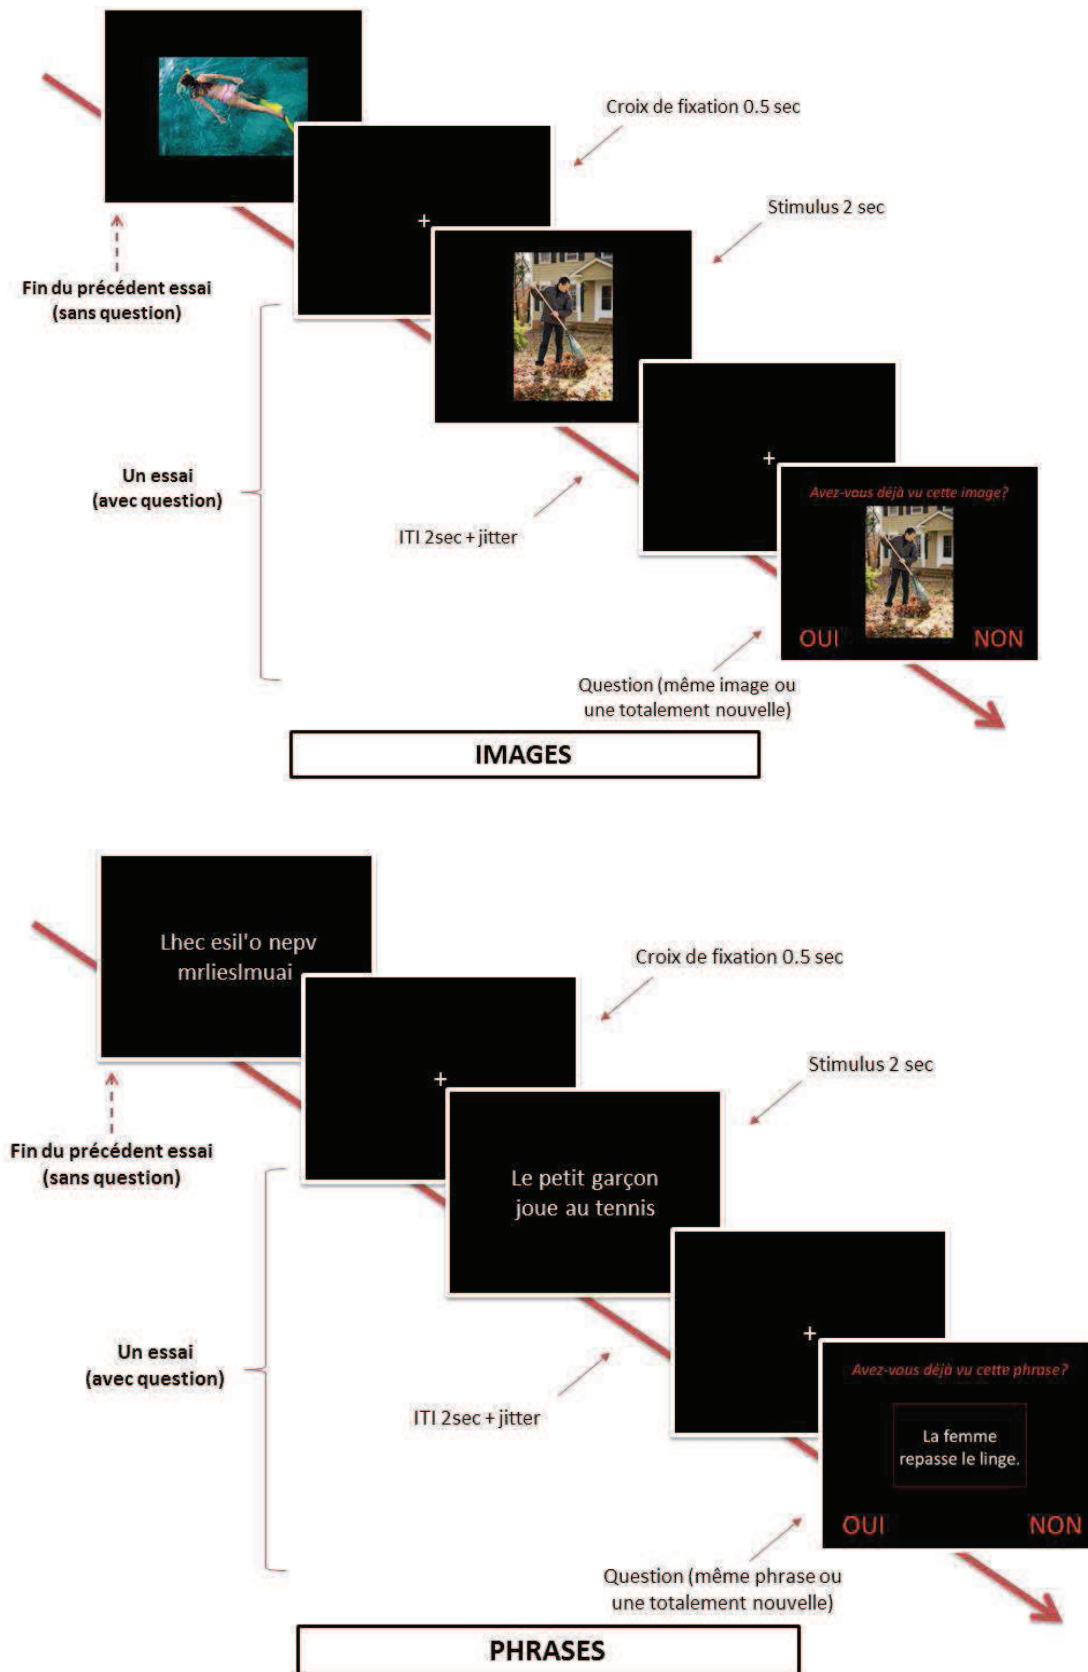 Croix de fixation 0.5 sec
+
Stimulus 2 sec
Fin du précédent essai
(sans question)
Un essai
(avec question)
+
Avez-vous déjà vu cette image?
ITI 2sec + jitter
OUI
NON
Question (même image ou
une totalement nouvelle)
IMAGES
Lhec esil'o nepv
mrlieslmuai
Croix de fixation 0.5 sec
+
Stimulus 2 sec
Fin du précédent essai
(sans question)
Le petit garçon
joue au tennis
+
Un essai
(avec question)
Avez-vous déjà vu cette phrase?
ITI 2sec + jitter
La femme
repasse le linge.
OUI
NON
Question (même phrase ou
une totalement nouvelle)
PHRASES